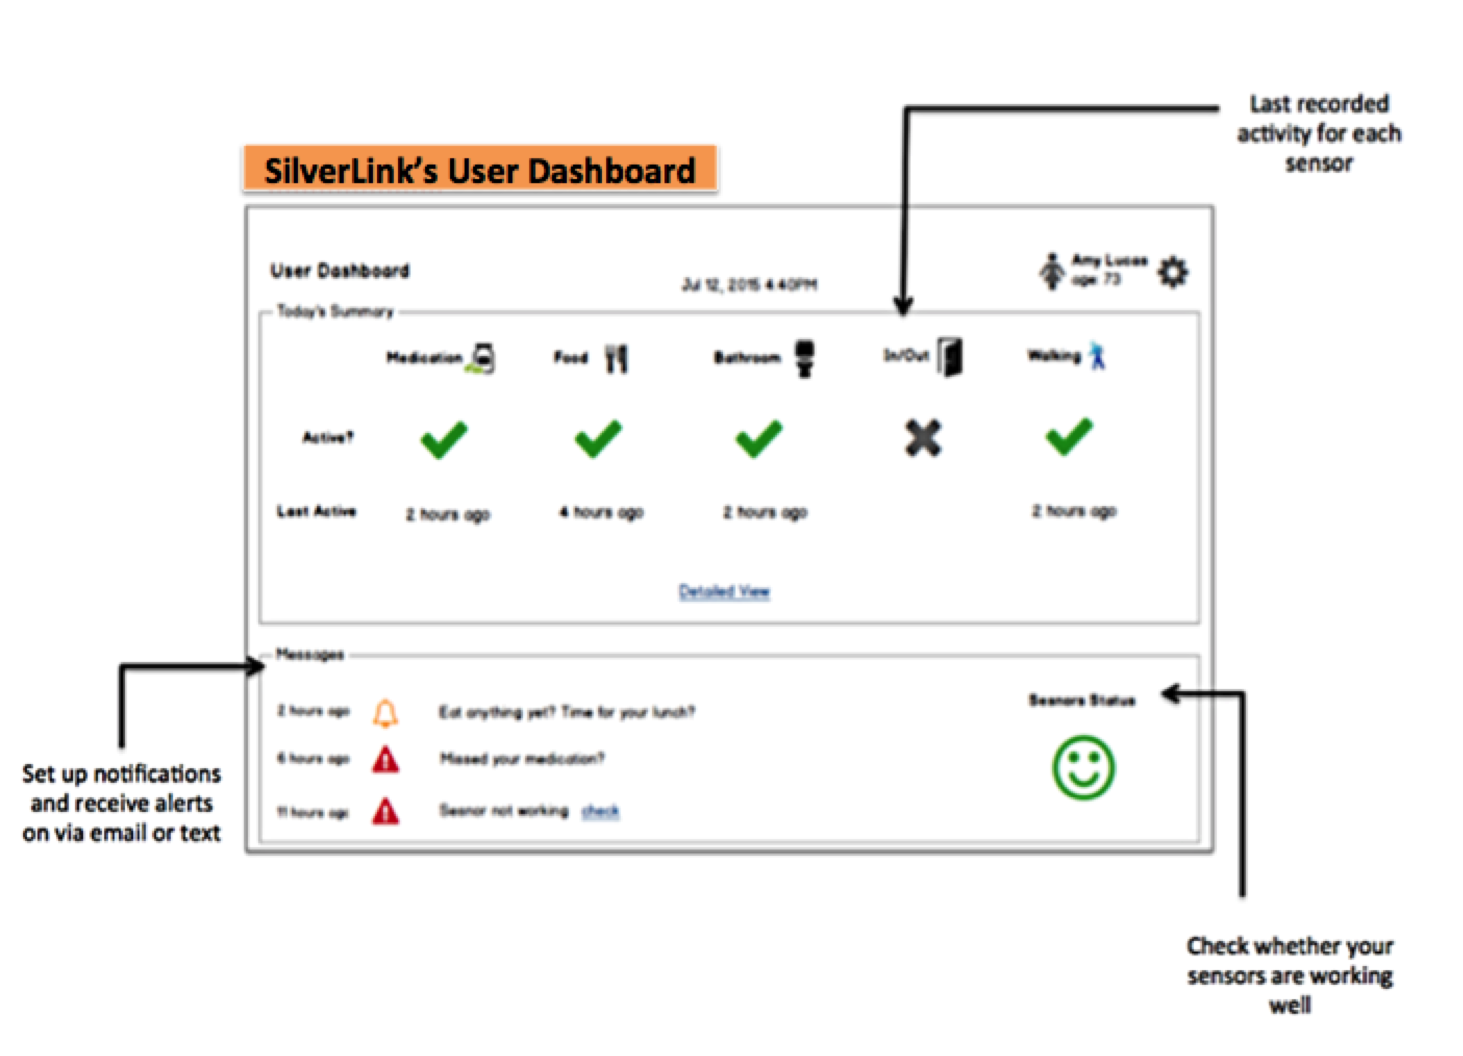 Last recorded
activity for each
sensor
SilverLink's User Dashboard
User Dashboard
Jul 12, 2015 4:40PM
Amy Lucas
age: 73
Today's Summary
Medication
Food
Bathroom
In/Out
Walking
Active?
Last Active
2 hours ago
4 hours ago
2 hours ago
2 hours ago
Detailed View
Messages
2 hours ago
Eat anything yet? Time for your lunch?
6 hours ago
Missed your medication?
11 hours ago
Sesnor not working check
Sesnors Status
Set up notifications
and receive alerts
on via email or text
Check whether your
sensors are working
well